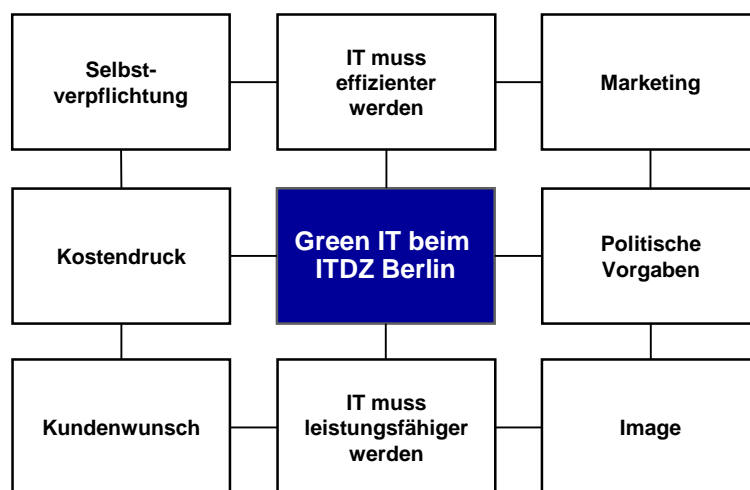 Selbst-
verpflichtung
IT muss
effizienter
werden
Marketing
Kostendruck
Green IT beim
ITDZ Berlin
Politische
Vorgaben
Kundenwunsch
IT muss
leistungsfähiger
werden
Image